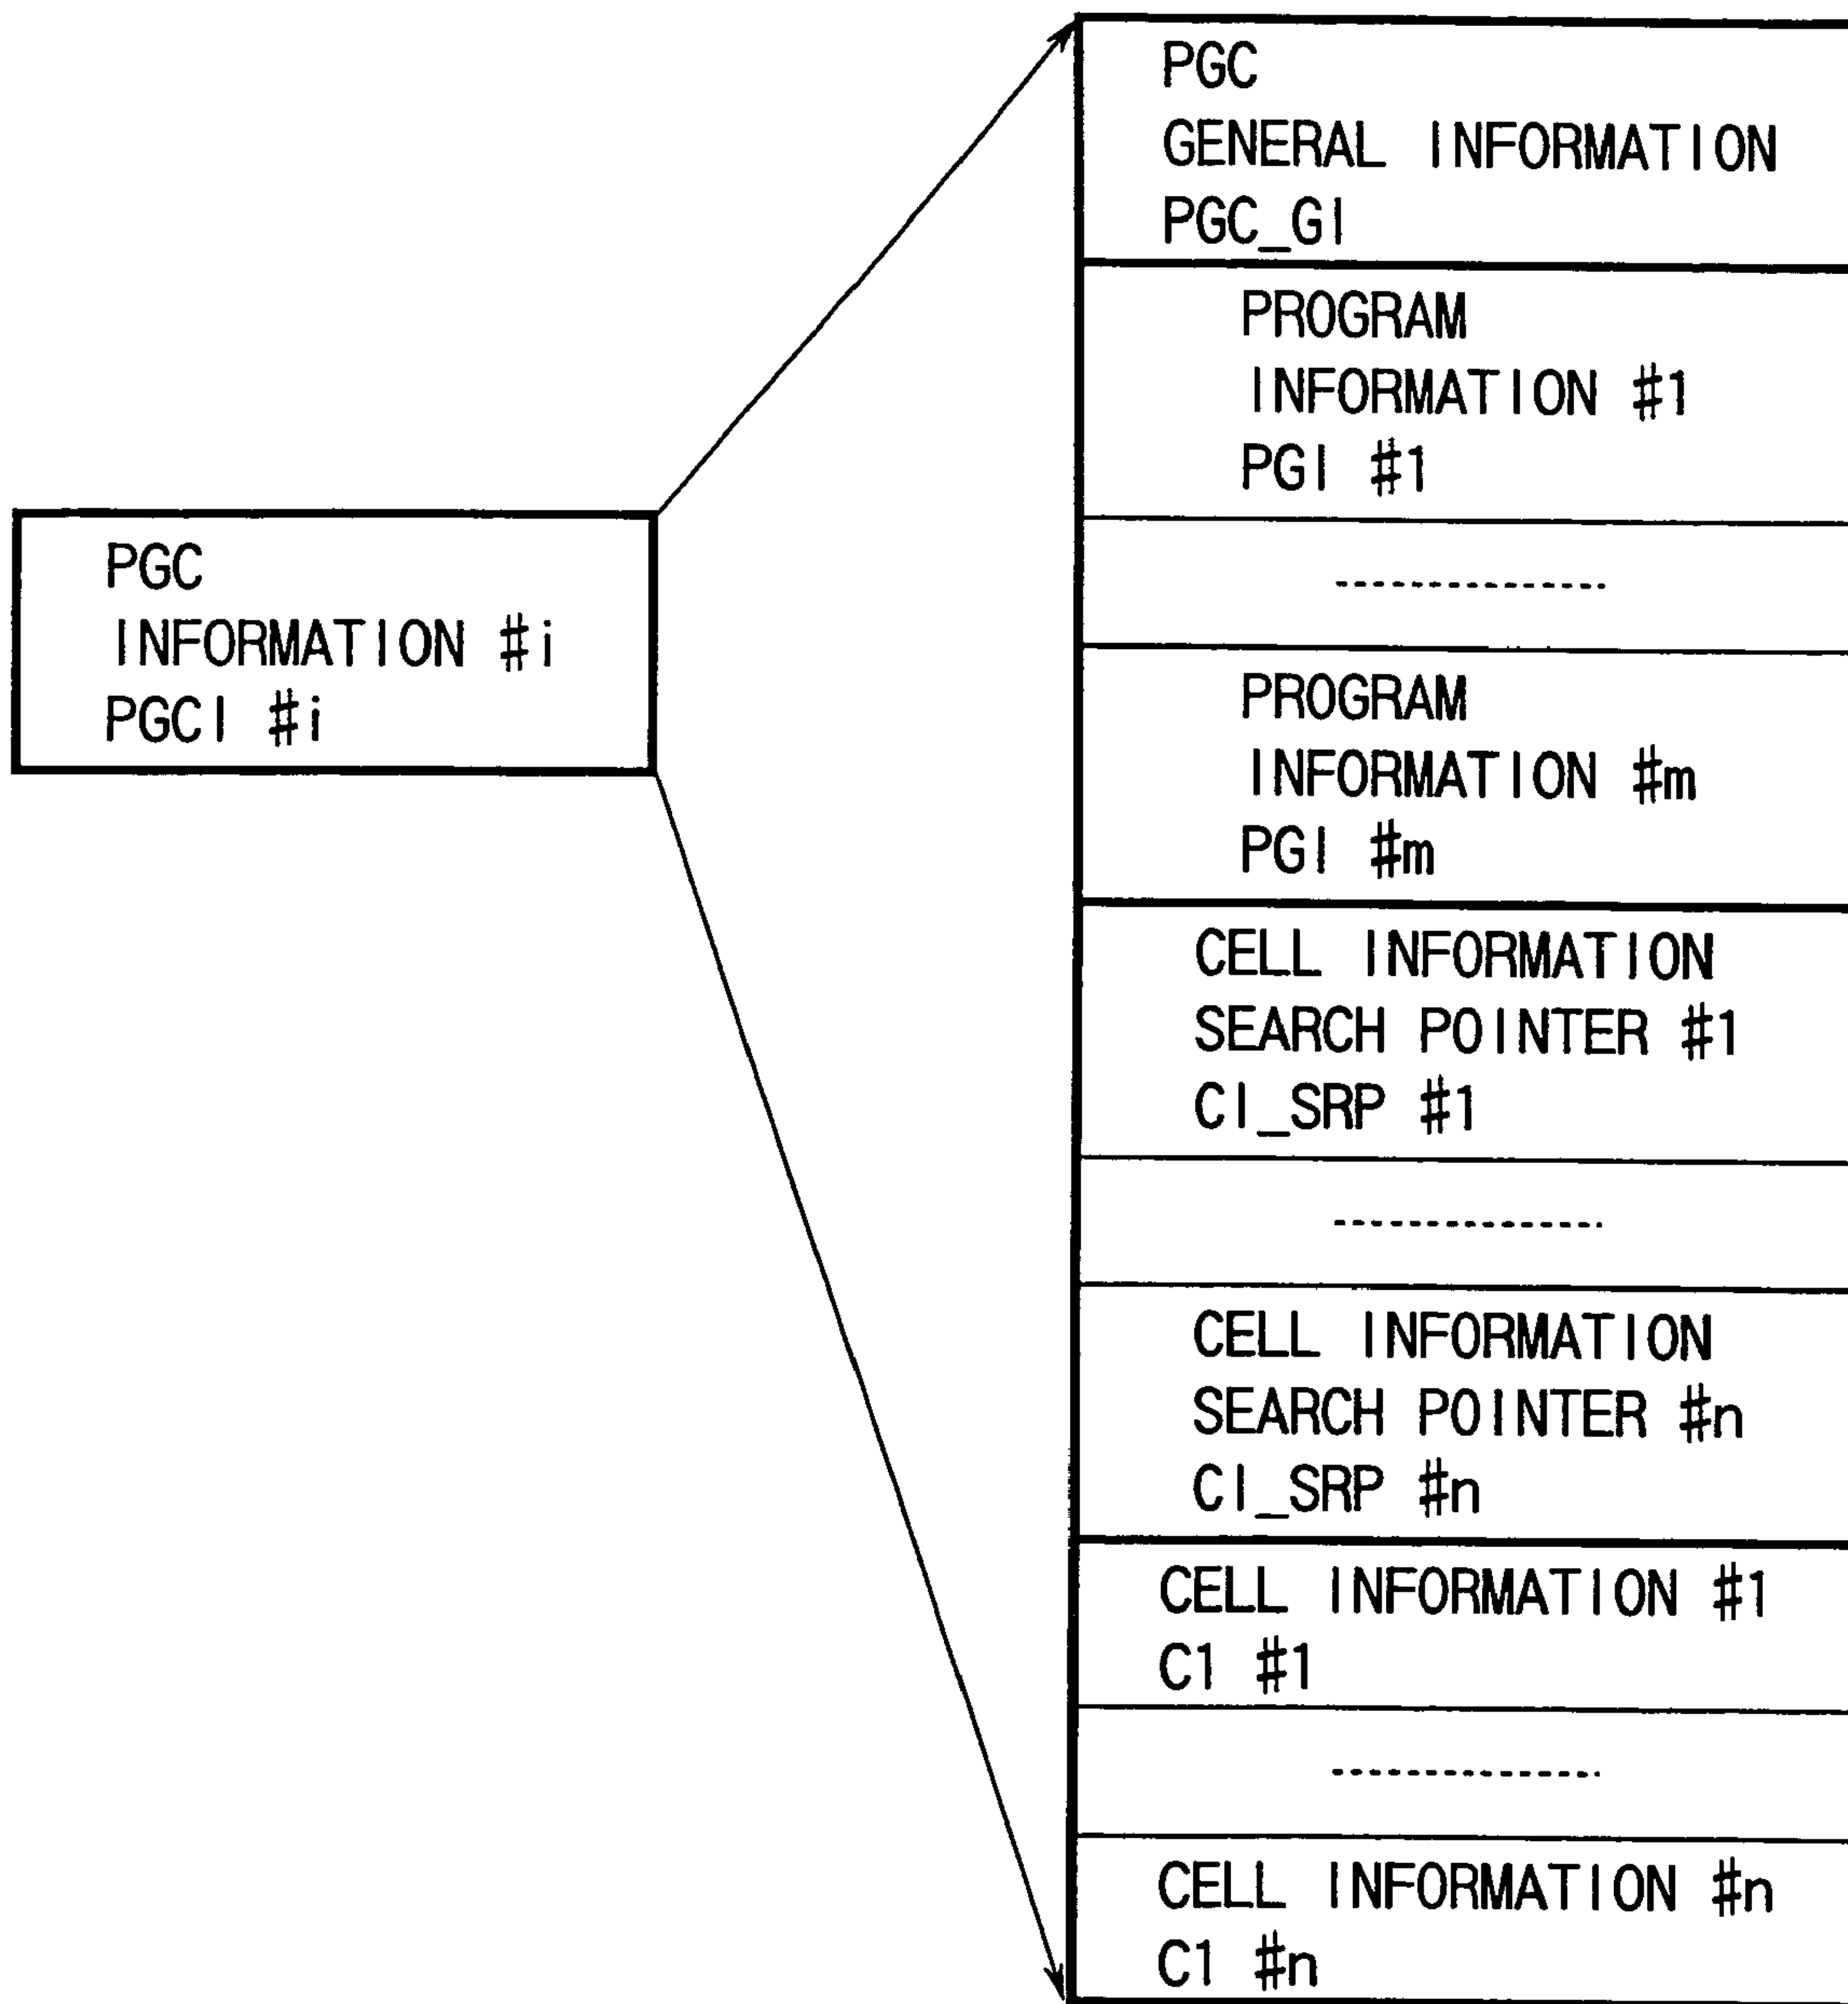 PGC
INFORMATION #i
PGCI #i
PGC
GENERAL INFORMATION
PGC_GI
PROGRAM
INFORMATION #1
PGI #1
PROGRAM
INFORMATION #m
PGI #m
CELL INFORMATION
SEARCH POINTER #1
CI_SRP #1
CELL INFORMATION
SEARCH POINTER #n
CI_SRP #n
CELL INFORMATION #1
C1 #1
CELL INFORMATION #n
C1 #n